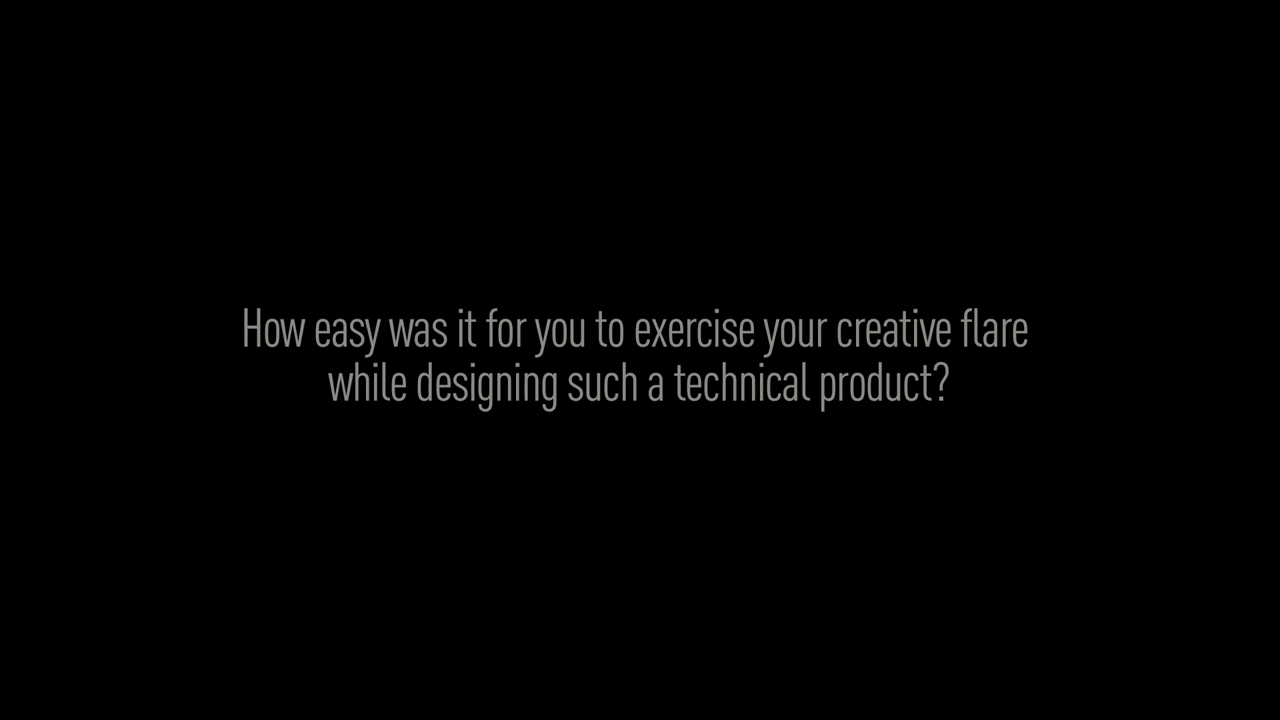 How easy was it for you to exercise your creative flare
while designing such a technical product?